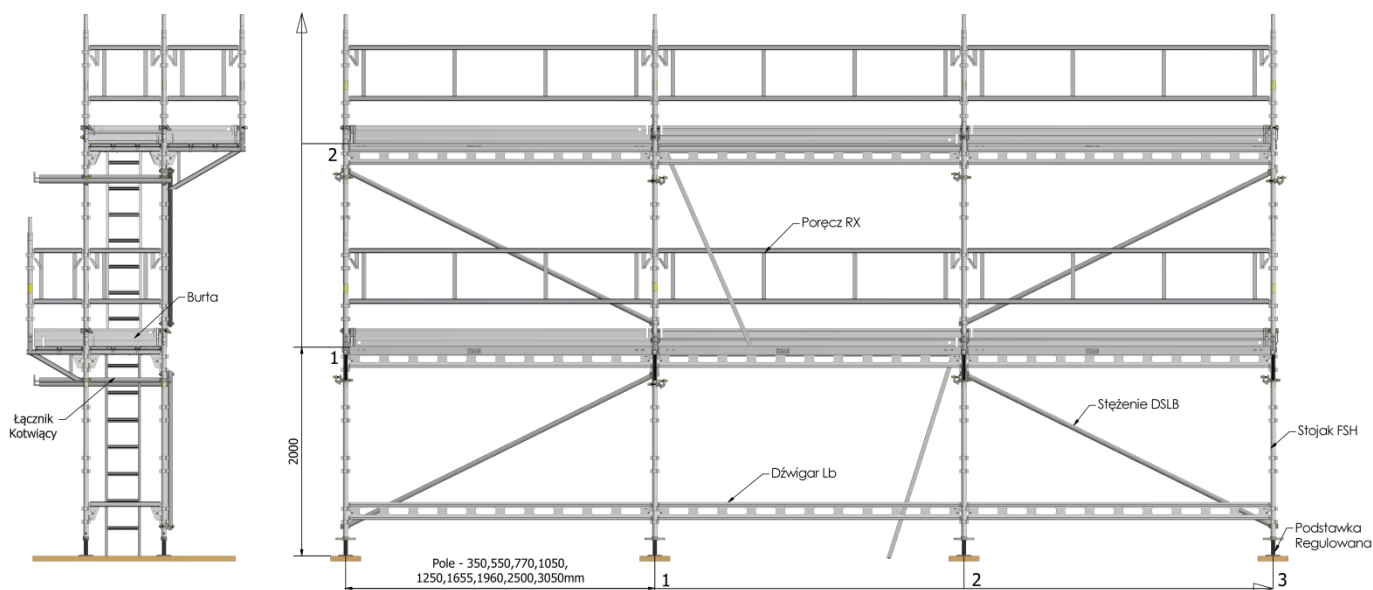 2
Poręcz RX
Burta
1
Łącznik
Kotwiący
Stężenie DSLB
Stojak FSH
2000
Dźwigar Lb
Podstawka
Regulowana
Pole - 350,550,770,1050,
1250,1655,1960,2500,3050mm
1
2
3